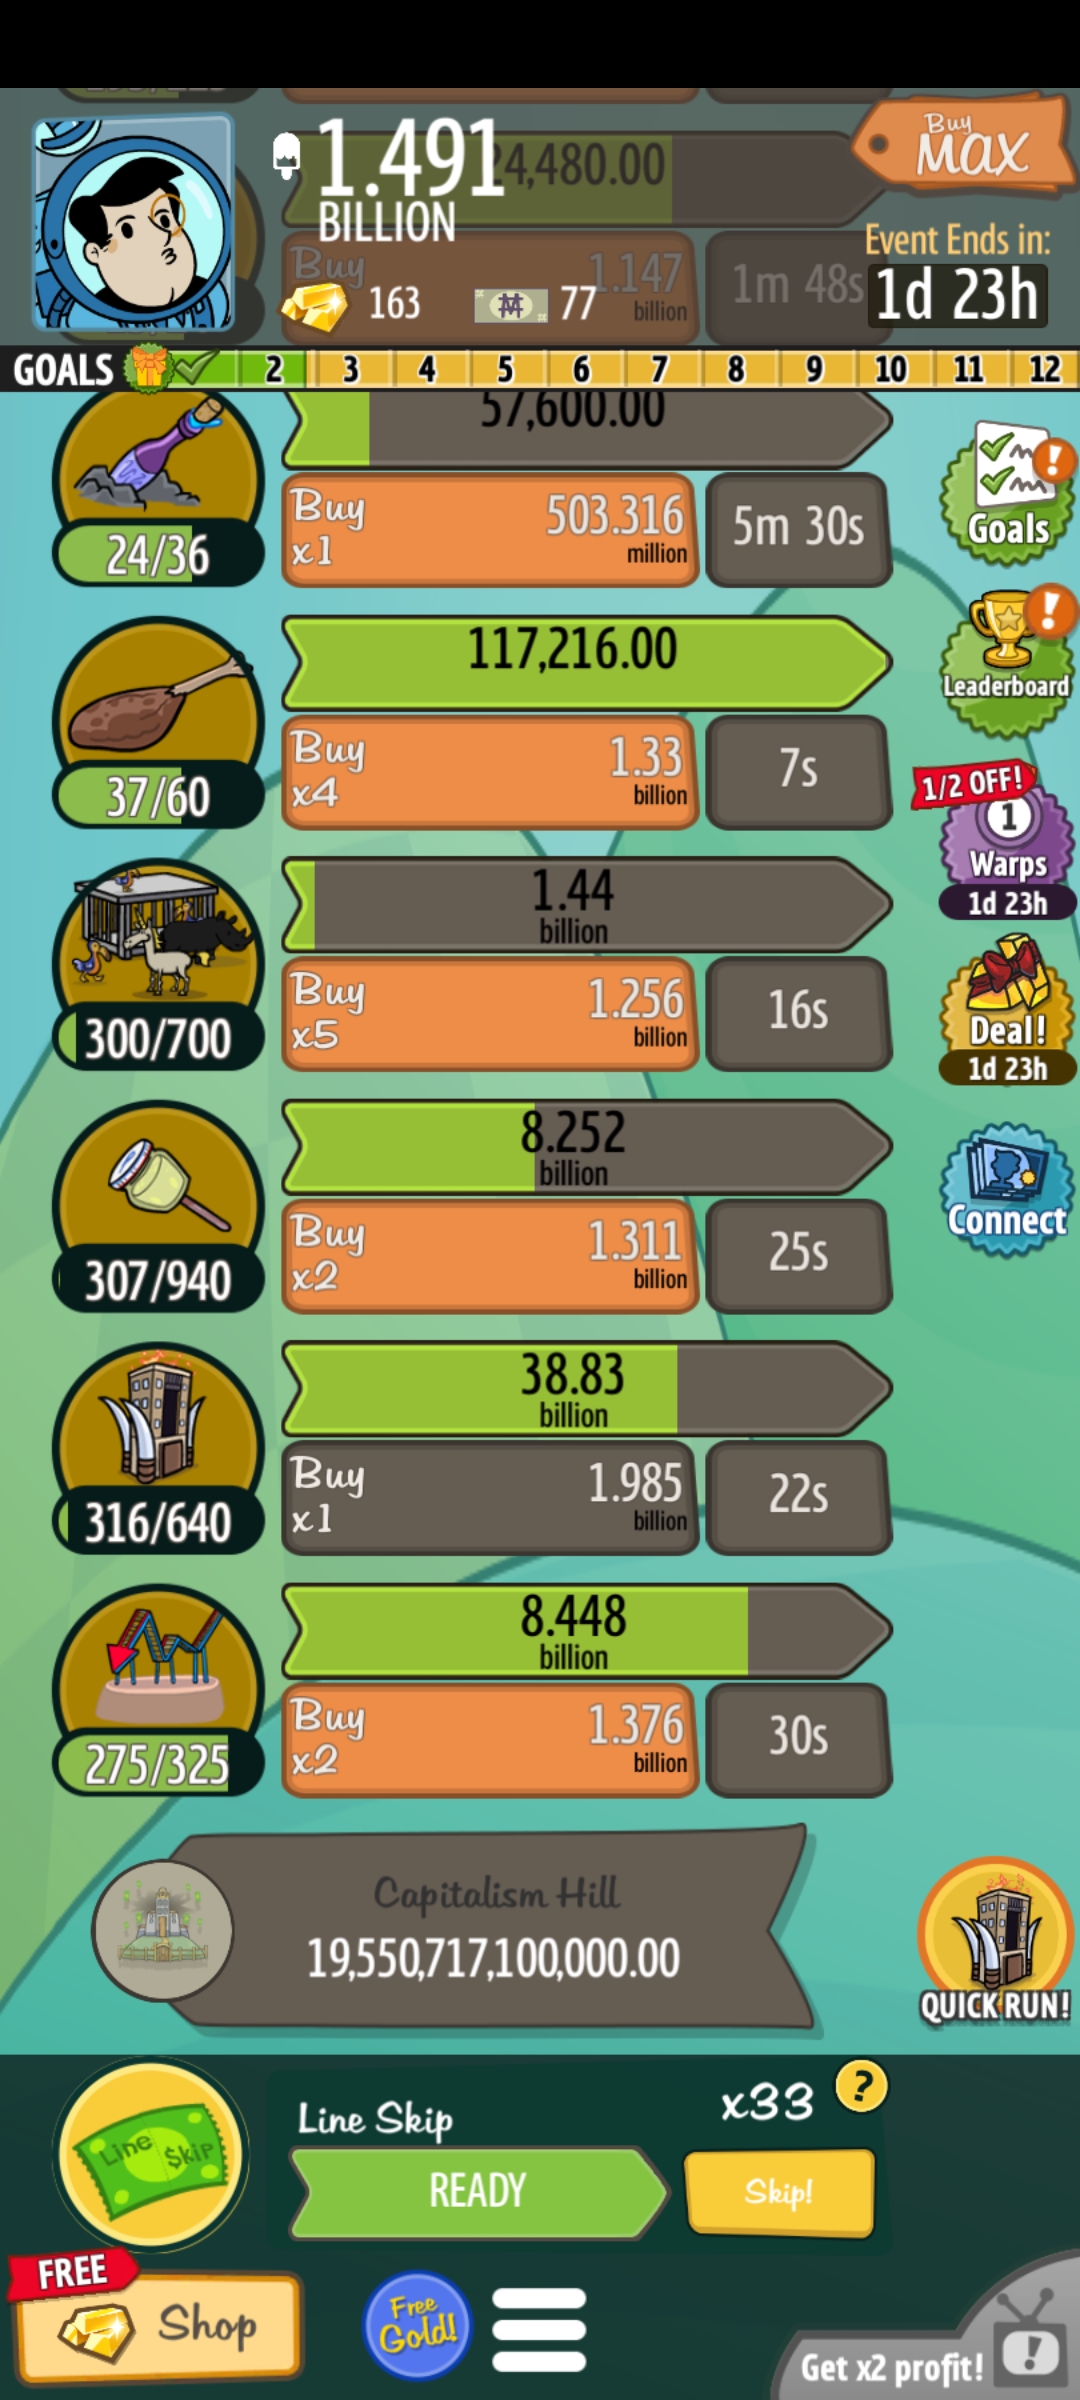 1.491
BILLION
24,480.00
Buy
MAX
Buy
1.147
billion
1m 48s
Event Ends in:
1d 23h
163
77
GOALS
2
3
4
5
6
7
8
9
10
11
12
57,600.00
24/36
Buy
x1
503.316
million
5m 30s
Goals
117,216.00
37/60
Buy
x4
1.33
billion
7s
Leaderboard
1/2 OFF!
1
Warps
1d 23h
1.44
billion
300/700
Buy
x5
1.256
billion
16s
Deal!
1d 23h
8.252
billion
307/940
Buy
x2
1.311
billion
25s
Connect
38.83
billion
316/640
Buy
x1
1.985
billion
22s
8.448
billion
275/325
Buy
x2
1.376
billion
30s
Capitalism Hill
19,550,717,100,000.00
QUICK RUN!
Line $kip
Line Skip
x33
?
READY
Skip!
FREE
Shop
Free
Gold!
Get x2 profit!